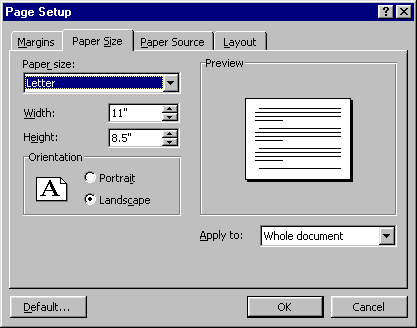 Page Setup
Margins
Paper Size
Paper Source
Layout
Paper size:
Letter
Width:
11"
Height:
8.5"
Orientation
A
Portrait
Landscape
Preview
Apply to:
Whole document
Default...
OK
Cancel